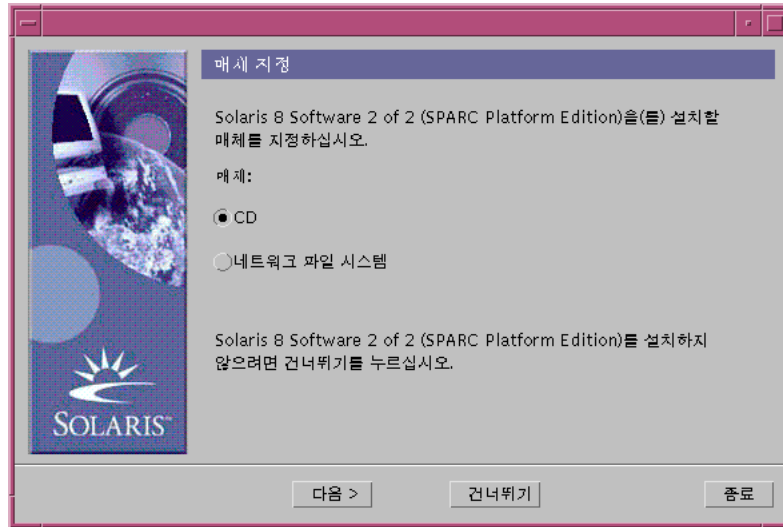 매체 지정
Solaris 8 Software 2 of 2 (SPARC Platform Edition)을(를) 설치할
매체를 지정하십시오.
매체:
CD
네트워크 파일 시스템
Solaris 8 Software 2 of 2 (SPARC Platform Edition)를 설치하지
않으려면 건너뛰기를 누르십시오.
SOLARIS™
다음 >
건너뛰기
종료